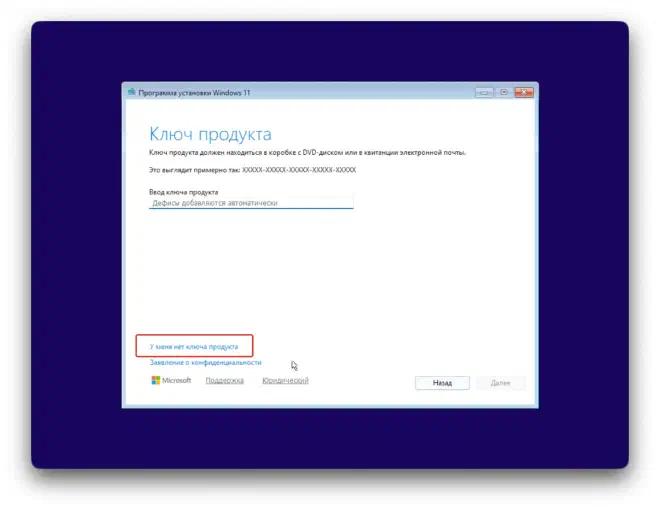 Программа установки Windows 11
Ключ продукта
Ключ продукта должен находиться в коробке с DVD-диском или в квитанции электронной почты.
Это выглядит примерно так: XXXXX-XXXXX-XXXXX-XXXXX-XXXXX
Ввод ключа продукта
Дефисы добавляются автоматически
У меня нет ключа продукта
Заявление о конфиденциальности
Microsoft Поддержка Юридический Назад Далее